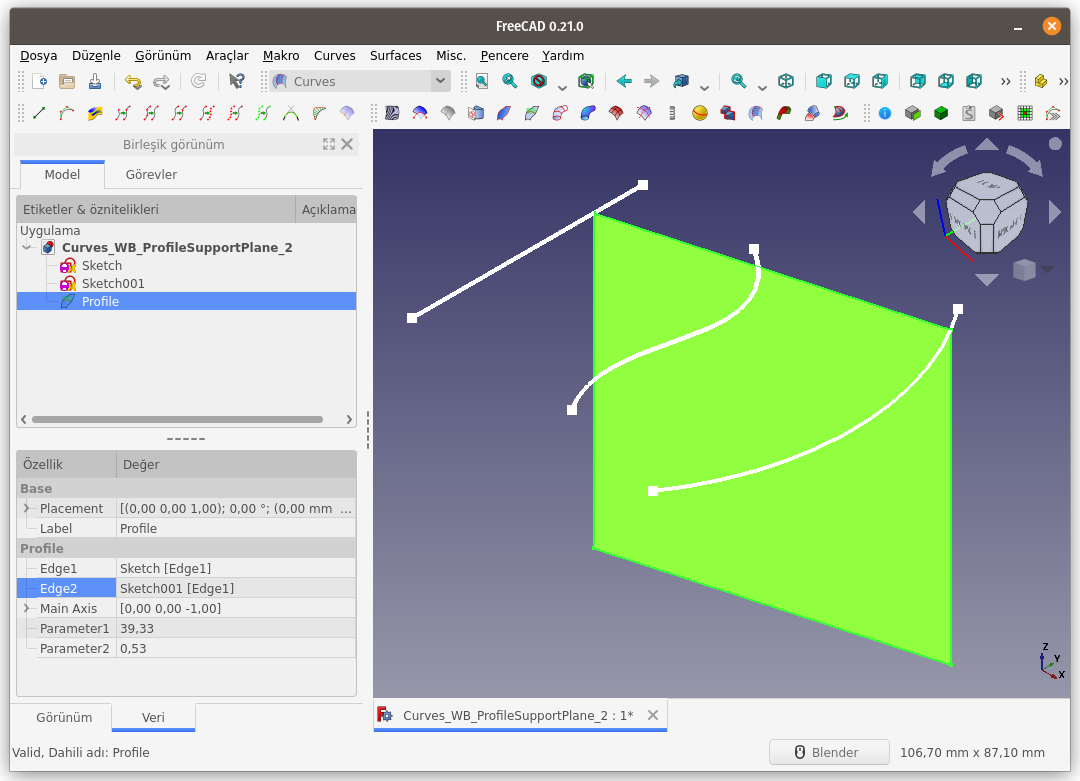 FreeCAD 0.21.0
Dosya Düzenle Görünüm Araçlar Makro Curves Surfaces Misc. Pencere Yardım
Curves
Birleşik görünüm
Model Görevler
Etiketler & öznitelikleri Açıklama
Uygulama
Curves_WB_ProfileSupportPlane_2
Sketch
Sketch001
Profile
Özellik Değer
Base
Placement [(0,00 0,00 1,00); 0,00 °; (0,00 mm ...
Label Profile
Profile
Edge1 Sketch [Edge1]
Edge2 Sketch001 [Edge1]
Main Axis [0,00 0,00 -1,00]
Parameter1 39,33
Parameter2 0,53
Z
Y
X
Görünüm Veri
Curves_WB_ProfileSupportPlane_2 : 1*
Valid, Dahili adı: Profile
Blender 106,70 mm x 87,10 mm